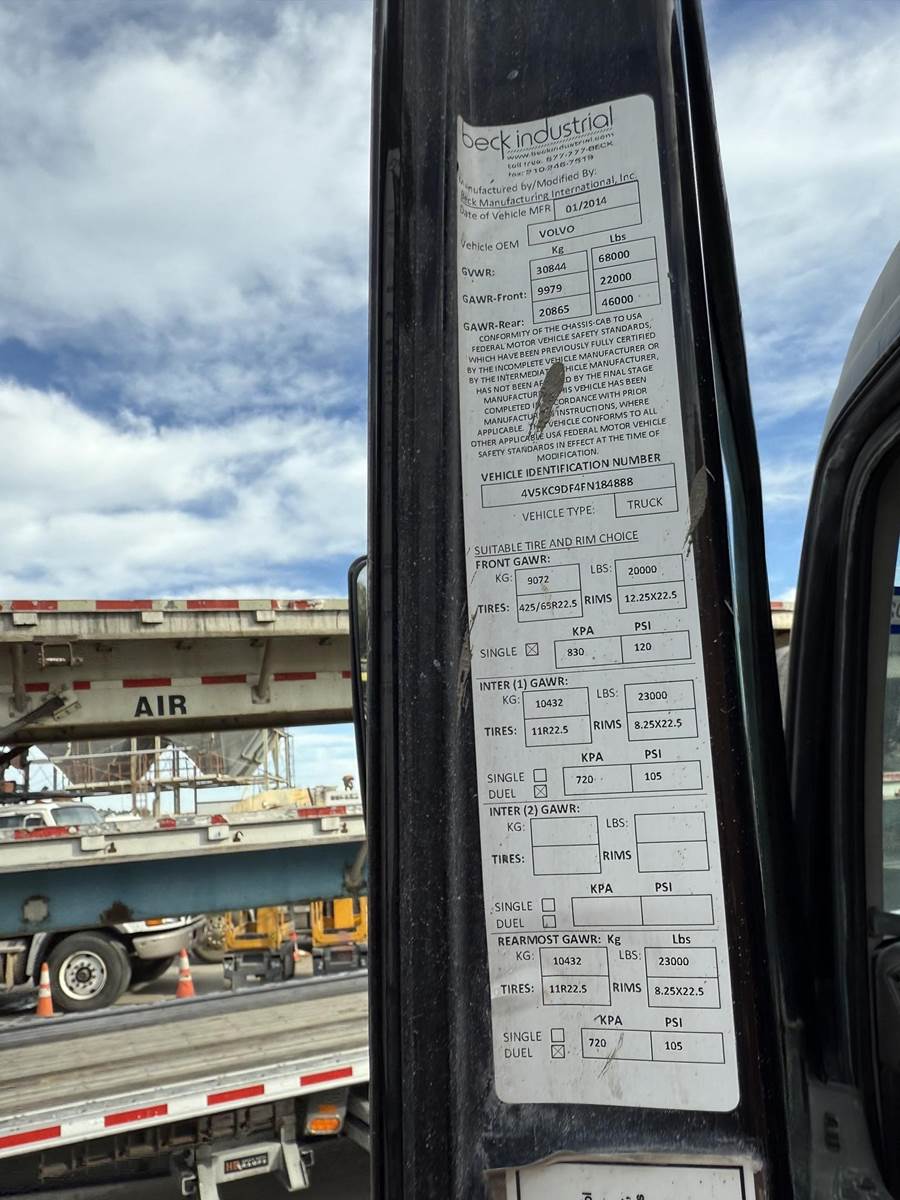 beck industrial
www.beckindustrial.com
toll free: 877-777-BECK
fax: 910-246-7519
Manufactured by/Modified By:
Beck Manufacturing International, Inc.
Date of Vehicle MFR 01/2014
Vehicle OEM VOLVO
Kg Lbs
GVWR: 30844 68000
GAWR-Front: 9979 22000
GAWR-Rear: 20865 46000
CONFORMITY OF THE CHASSIS-CAB TO USA
FEDERAL MOTOR VEHICLE SAFETY STANDARDS,
WHICH HAVE BEEN PREVIOUSLY FULLY CERTIFIED
BY THE INCOMPLETE VEHICLE MANUFACTURER OR
BY THE INTERMEDIATE VEHICLE MANUFACTURER,
HAS NOT BEEN AFFECTED BY THE FINAL STAGE
MANUFACTURER. THIS VEHICLE HAS BEEN
COMPLETED IN ACCORDANCE WITH PRIOR
MANUFACTURER INSTRUCTIONS, WHERE
APPLICABLE. VEHICLE CONFORMS TO ALL
OTHER APPLICABLE USA FEDERAL MOTOR VEHICLE
SAFETY STANDARDS IN EFFECT AT THE TIME OF
MODIFICATION.
VEHICLE IDENTIFICATION NUMBER
4V5KC9DF4FN184888
VEHICLE TYPE: TRUCK
SUITABLE TIRE AND RIM CHOICE
FRONT GAWR:
KG: 9072 LBS: 20000
TIRES: 425/65R22.5 RIMS 12.25X22.5
KPA PSI
SINGLE 830 120
INTER (1) GAWR:
KG: 10432 LBS: 23000
TIRES: 11R22.5 RIMS 8.25X22.5
KPA PSI
SINGLE
DUEL 720 105
INTER (2) GAWR:
KG: LBS:
TIRES: RIMS
KPA PSI
SINGLE
DUEL
REARMOST GAWR: Kg Lbs
KG: 10432 LBS: 23000
TIRES: 11R22.5 RIMS 8.25X22.5
KPA PSI
SINGLE
DUEL 720 105
AIR